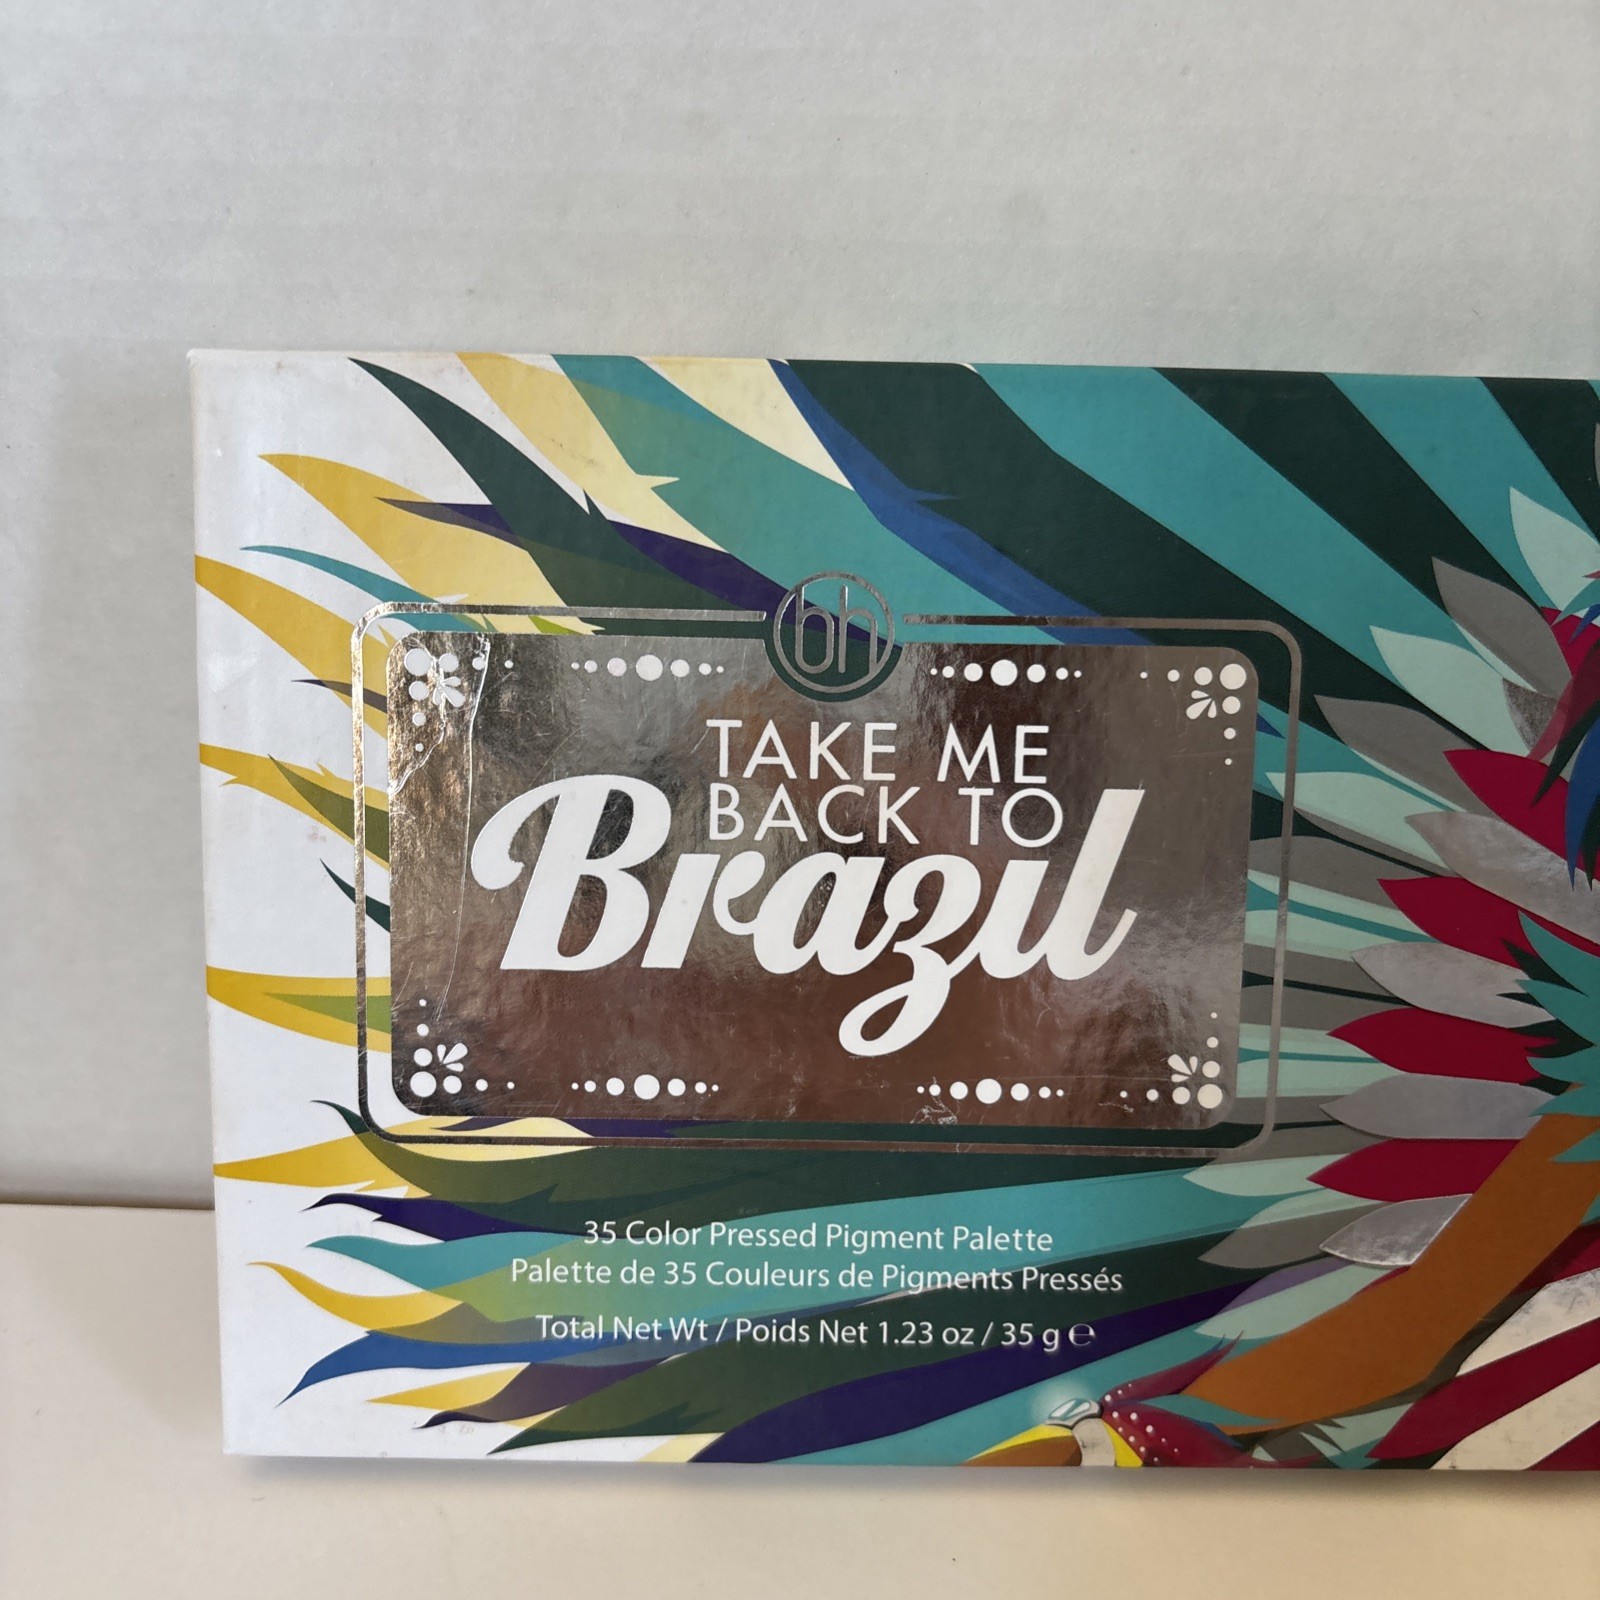 bh
TAKE ME
BACK TO
Brazil
35 Color Pressed Pigment Palette
Palette de 35 Couleurs de Pigments Pressés
Total Net Wt / Poids Net 1.23 oz / 35 g ℮